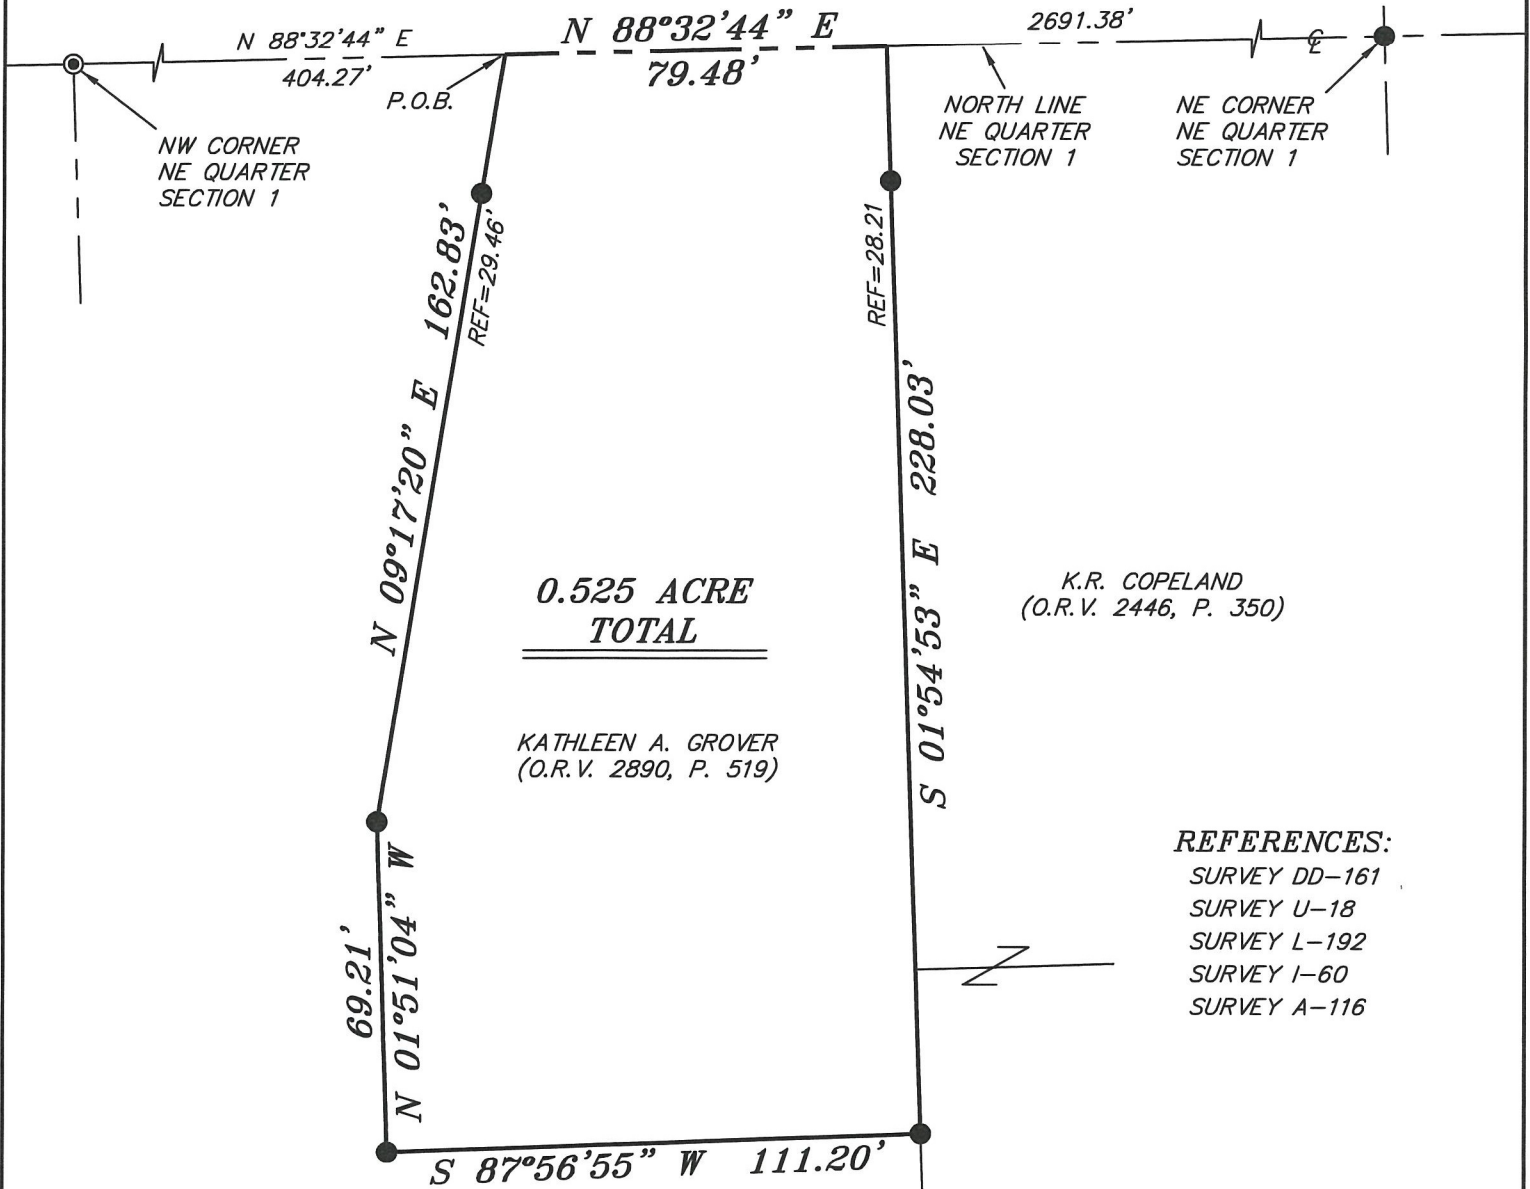 N 88°32'44" E
404.27'
P.O.B.
N 88°32'44" E
79.48'
2691.38'
℄
NW CORNER
NE QUARTER
SECTION 1
NORTH LINE
NE QUARTER
SECTION 1
NE CORNER
NE QUARTER
SECTION 1
N 09°17'20" E 162.83'
REF=29.46'
REF=28.21
S 01°54'53" E 228.03'
0.525 ACRE
TOTAL
K.R. COPELAND
(O.R.V. 2446, P. 350)
KATHLEEN A. GROVER
(O.R.V. 2890, P. 519)
69.21'
N 01°51'04" W
REFERENCES:
SURVEY DD-161
SURVEY U-18
SURVEY L-192
SURVEY I-60
SURVEY A-116
S 87°56'55" W 111.20'